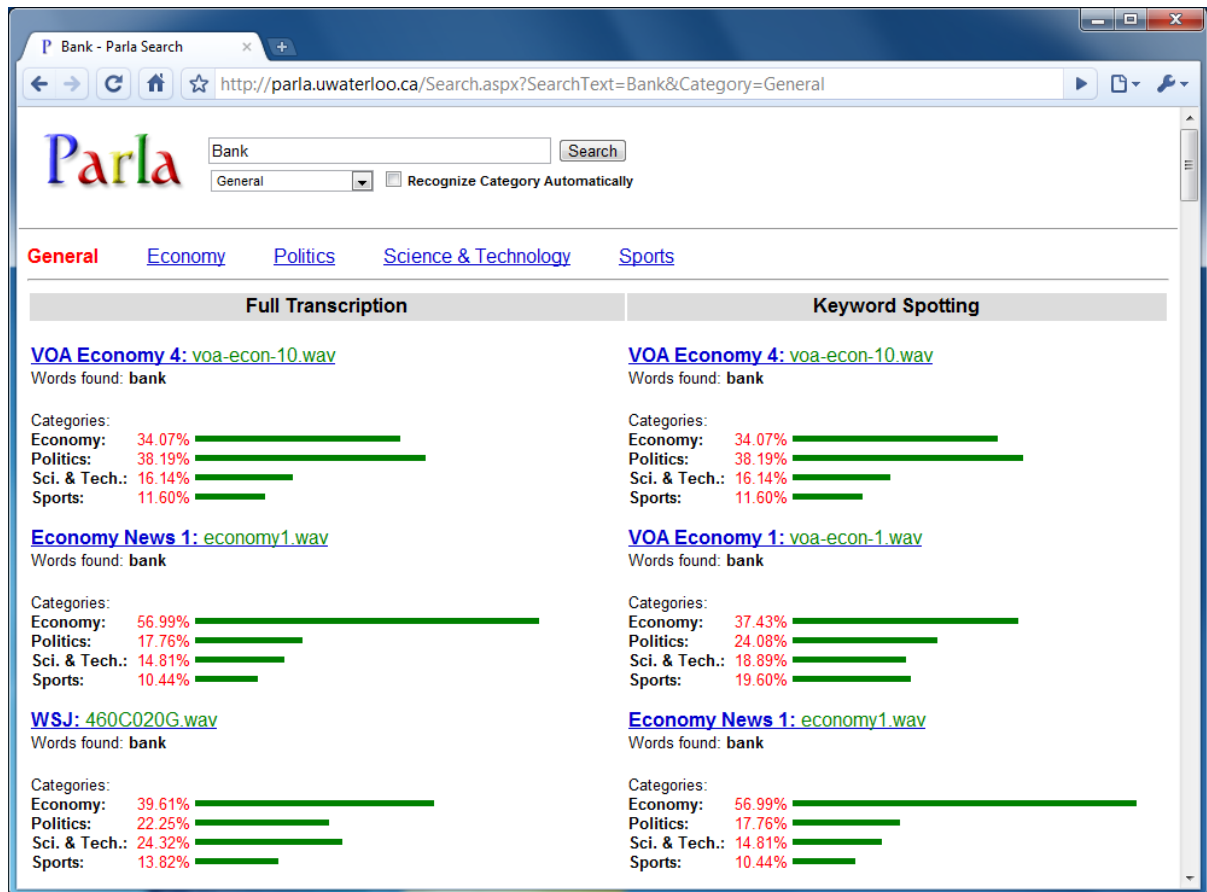 Bank - Parla Search
http://parla.uwaterloo.ca/Search.aspx?SearchText=Bank&Category=General
Parla
Bank
Search
General
Recognize Category Automatically
General Economy Politics Science & Technology Sports
Full Transcription
VOA Economy 4: voa-econ-10.wav
Words found: bank
Categories:
Economy: 34.07%
Politics: 38.19%
Sci. & Tech.: 16.14%
Sports: 11.60%
Economy News 1: economy1.wav
Words found: bank
Categories:
Economy: 56.99%
Politics: 17.76%
Sci. & Tech.: 14.81%
Sports: 10.44%
WSJ: 460C020G.wav
Words found: bank
Categories:
Economy: 39.61%
Politics: 22.25%
Sci. & Tech.: 24.32%
Sports: 13.82%
Keyword Spotting
VOA Economy 4: voa-econ-10.wav
Words found: bank
Categories:
Economy: 34.07%
Politics: 38.19%
Sci. & Tech.: 16.14%
Sports: 11.60%
VOA Economy 1: voa-econ-1.wav
Words found: bank
Categories:
Economy: 37.43%
Politics: 24.08%
Sci. & Tech.: 18.89%
Sports: 19.60%
Economy News 1: economy1.wav
Words found: bank
Categories:
Economy: 56.99%
Politics: 17.76%
Sci. & Tech.: 14.81%
Sports: 10.44%